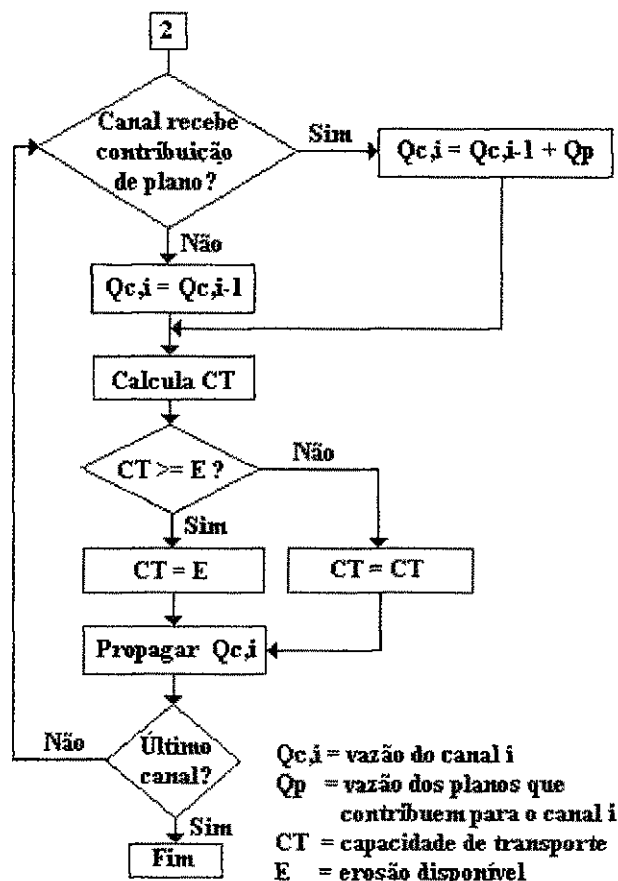 2
Canal recebe
contribuição
de plano?
Sim
Qc,i = Qc,i-1 + Qp
Não
Qc,i = Qc,i-1
Calcula CT
CT >= E ?
Não
Sim
CT = E
CT = CT
Propagar Qc,i
Último
canal?
Não
Sim
Fim
Qc,i = vazão do canal i
Qp = vazão dos planos que
contribuem para o canal i
CT = capacidade de transporte
E = erosão disponível